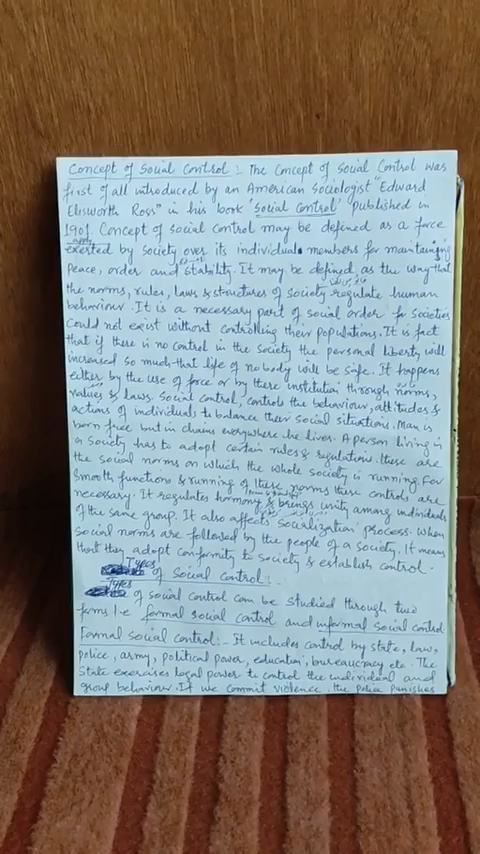 Concept of Social Control : The Concept of Social Control was
first of all introduced by an American Sociologist "Edward
Elisworth Ross" in his book 'Social Control' published in
1901. Concept of social control may be defined as a force
exerted by society over its individual members for maintaining
Peace, order and stability. It may be defined as the way that
the norms, rules, laws & structures of society regulate human
behaviour. It is a necessary part of social order for societies
could not exist without controlling their populations. It is fact
that if there is no control in the society the personal liberty will
increased so much that life of nobody will be safe. It happens
either by the use of force or by these institution through norms,
values & laws. Social control, controls the behaviour, attitudes &
actions of individuals to balance their social situations. Man is
born free but in chains everywhere he lives. A person living in
a society has to adopt certain rules & regulations. these are
the social norms on which the whole society is running. For
smooth functions & running of these norms these controls are
necessary. It regulates harmony & brings unity among individuals
of the same group. It also affects socialization process. When
social norms are followed by the people of a society. It means
that they adopt conformity to society & establish control.
Types of Social Control:-
Types of social control can be studied through two
forms i.e formal social control and informal social control
Formal social control:- It includes control by state, law,
police, army, political power, education, bureaucracy etc. The
State exercises legal power to control the individual and
group behaviour. If we commit violence, the police punishes